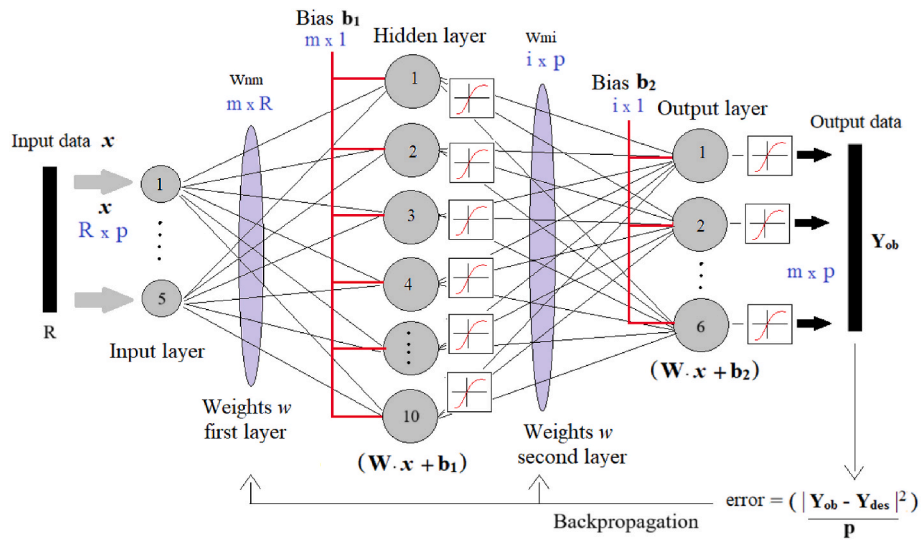 Input data x
x
R x p
R
1
5
Input layer
Wnm
m x R
Weights w
first layer
Bias b1
m x 1
Hidden layer
1
2
3
4
10
(W. x + b1)
Wmi
i x p
Weights w
second layer
Bias b2
i x 1
Output layer
1
2
6
(W. x + b2)
Output data
Yob
m x p
Backpropagation
error = (|Yob - Ydes|2)
p